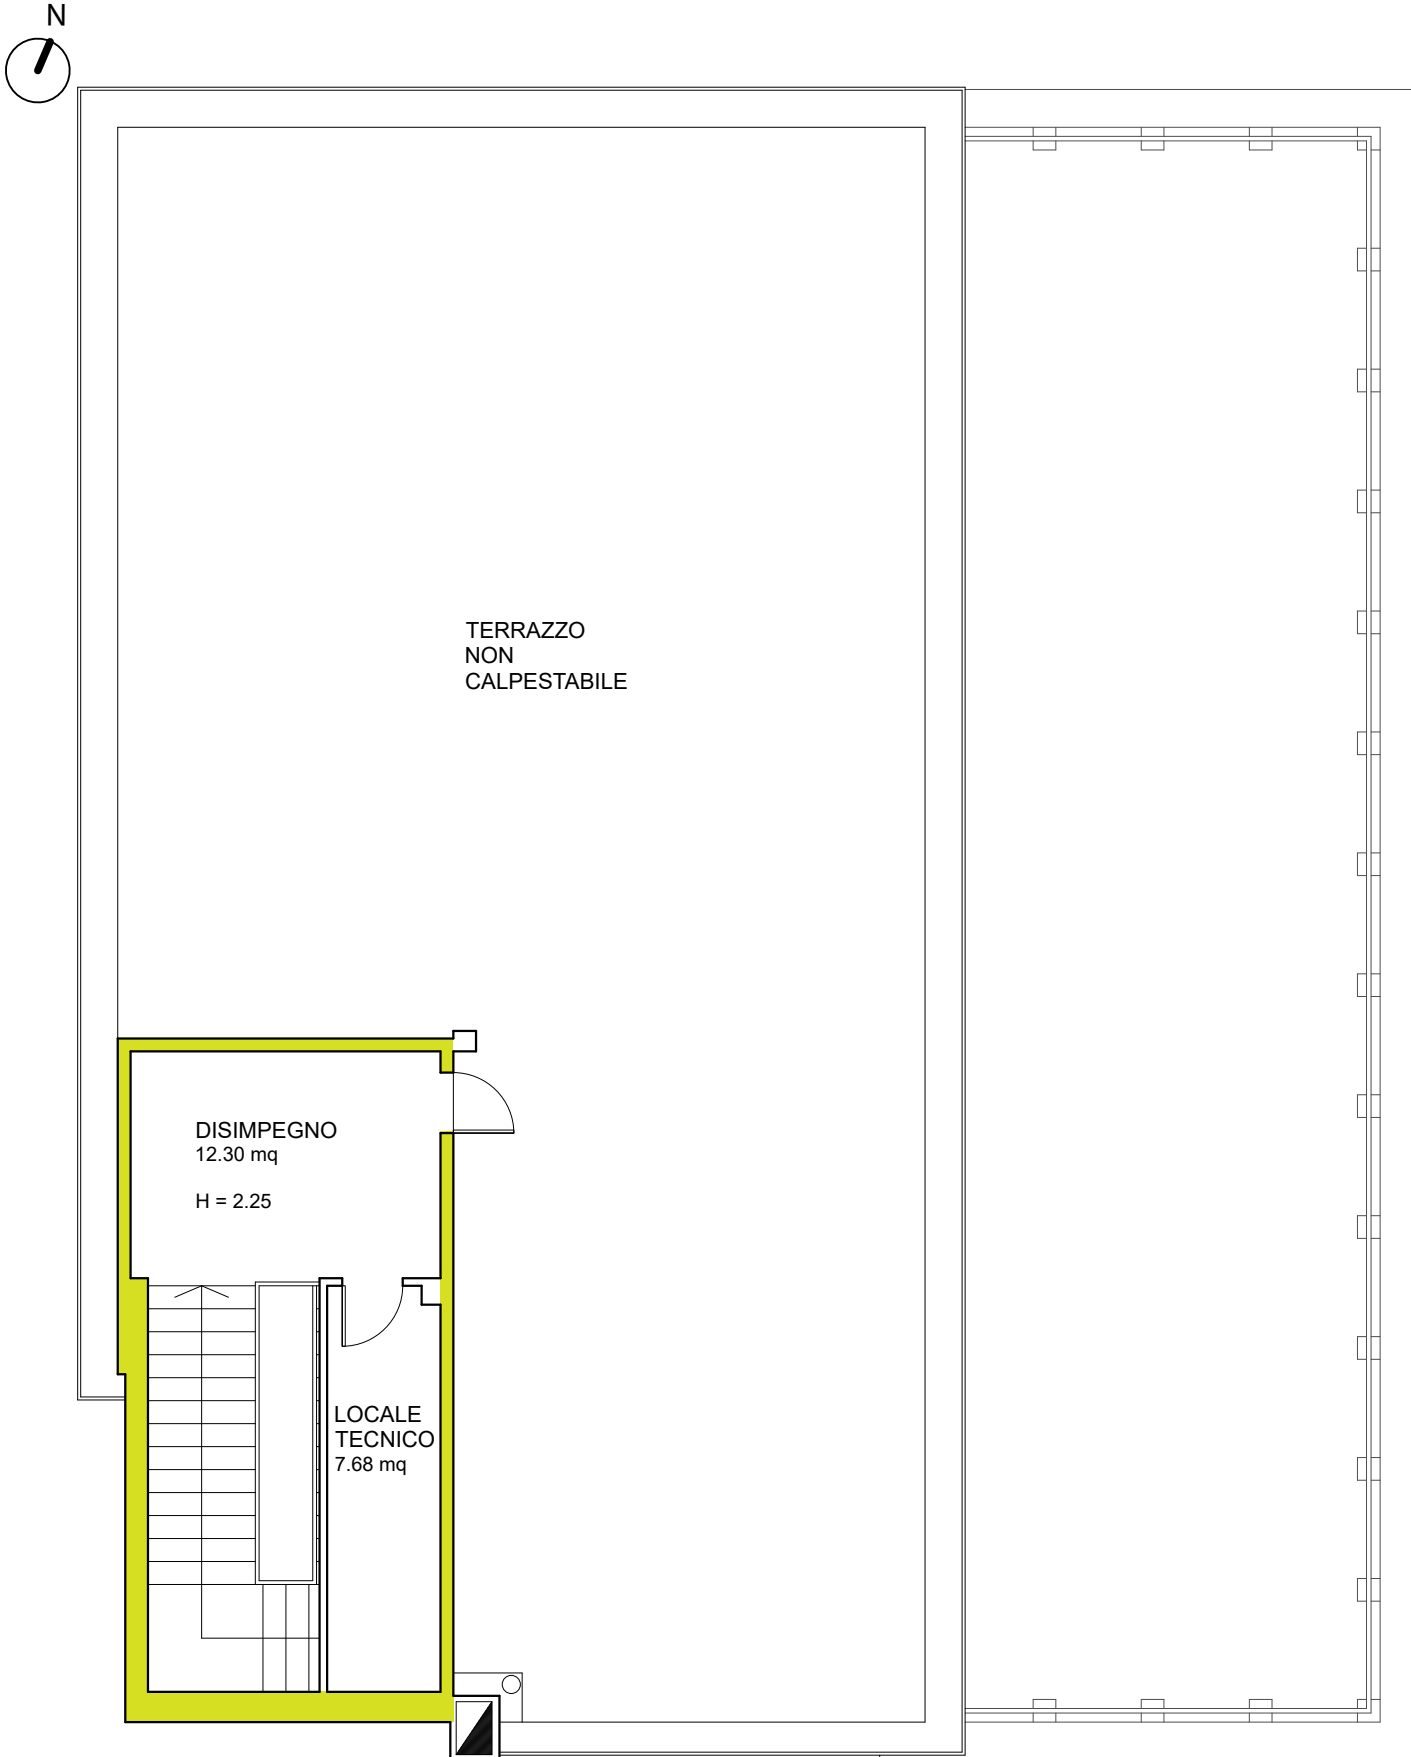 N
TERRAZZO
NON
CALPESTABILE
DISIMPEGNO
12.30 mq
H = 2.25
LOCALE
TECNICO
7.68 mq